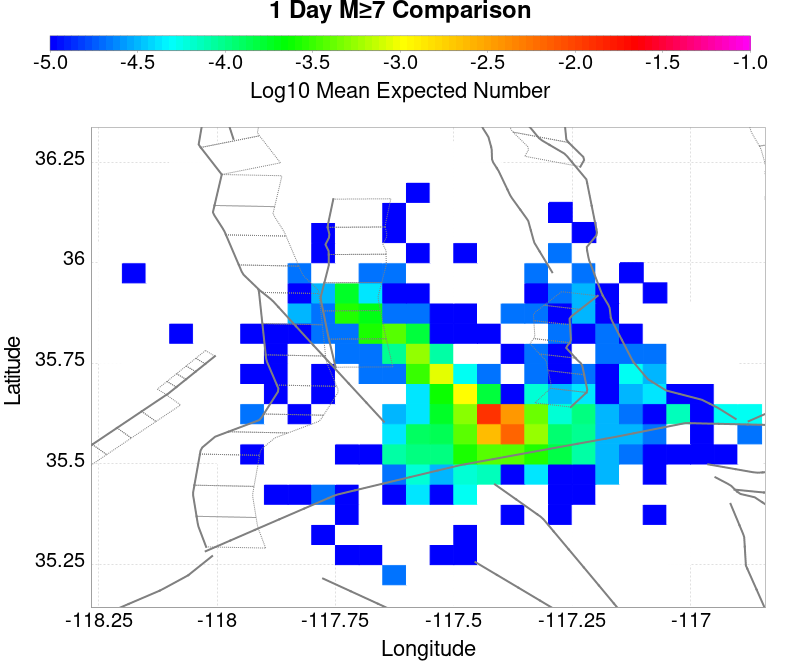 1 Day M≥7 Comparison
-5.0 -4.5 -4.0 -3.5 -3.0 -2.5 -2.0 -1.5 -1.0
Log10 Mean Expected Number
36.25
36
35.75
35.5
35.25
Latitude
-118.25 -118 -117.75 -117.5 -117.25 -117
Longitude